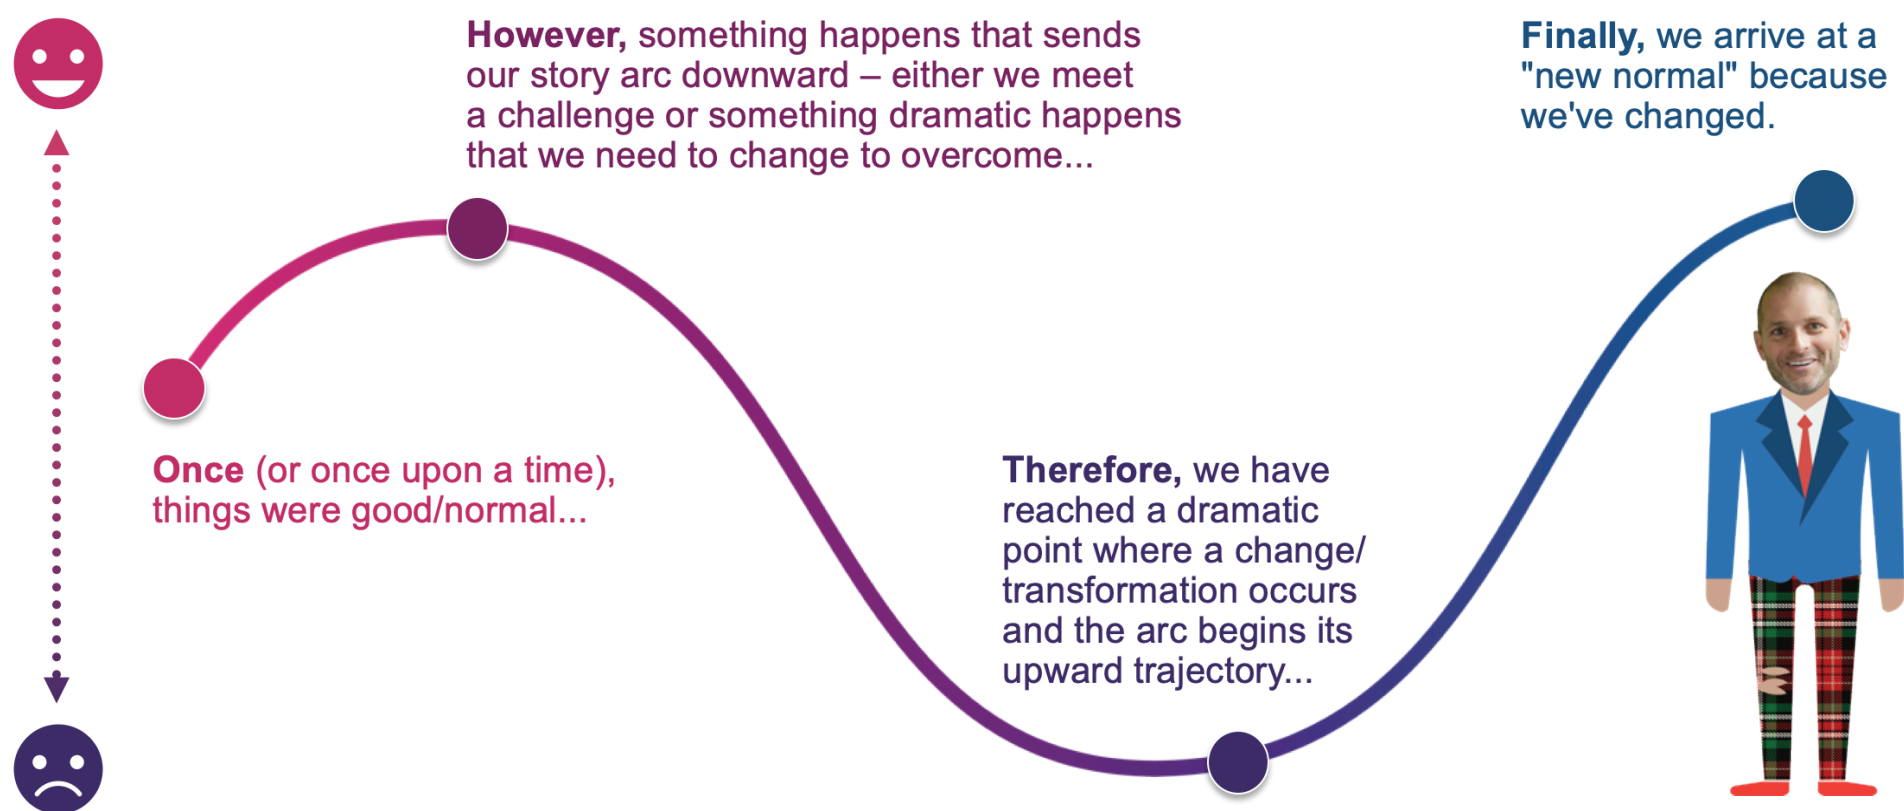 However, something happens that sends
our story arc downward – either we meet
a challenge or something dramatic happens
that we need to change to overcome...
Finally, we arrive at a
"new normal" because
we've changed.
Once (or once upon a time),
things were good/normal...
Therefore, we have
reached a dramatic
point where a change/
transformation occurs
and the arc begins its
upward trajectory...